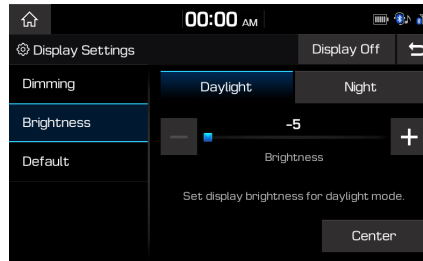 00:00 AM
Display Settings
Display Off
Dimming
Daylight
Night
Brightness
-5
Brightness
Default
Set display brightness for daylight mode.
Center